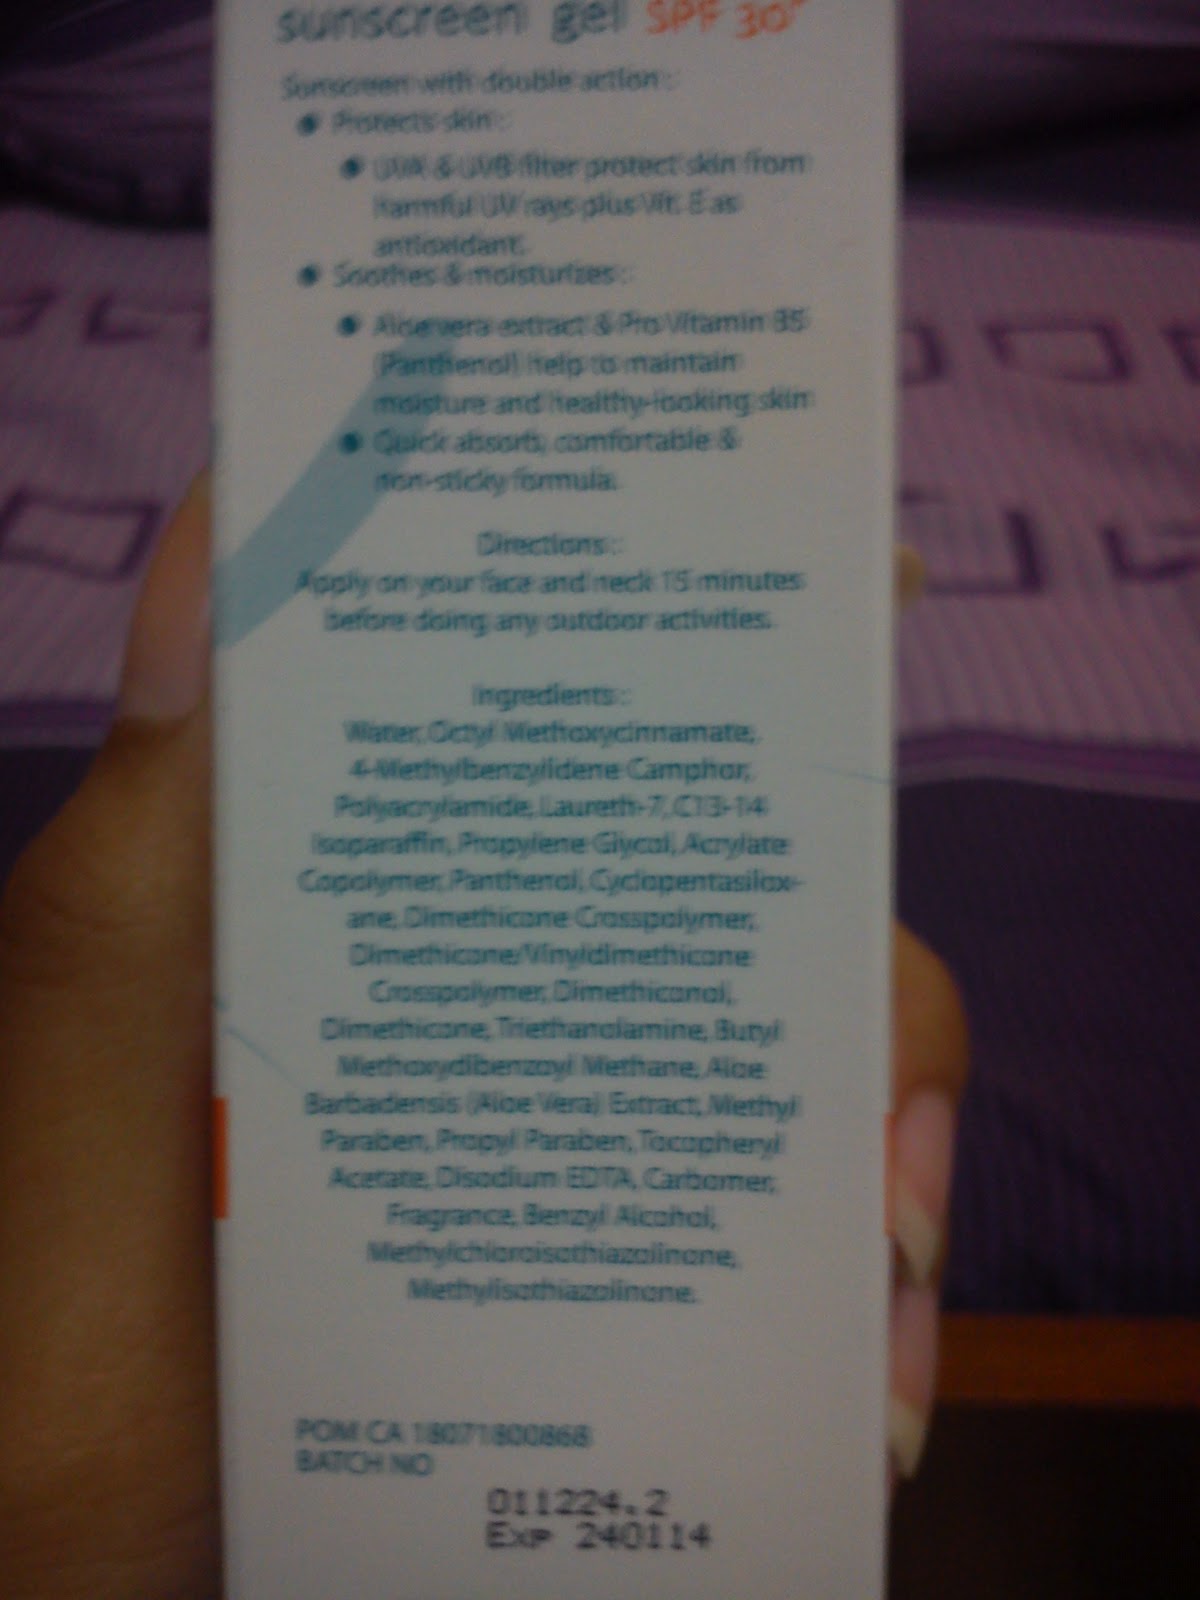 sunscreen gel SPF 30
Sunscreen with double action :
Protects skin :
UVA & UVB filter protect skin from
harmful UV rays plus Vit. E as
antioxidant.
Soothes & moisturizes :
Aloe vera extract & Pro Vitamin B5
(Panthenol) help to maintain
moisture and healthy-looking skin
Quick absorb, comfortable &
non-sticky formula.
Directions :
Apply on your face and neck 15 minutes
before doing any outdoor activities.
Ingredients :
Water, Octyl Methoxycinnamate,
4-Methylbenzylidene Camphor,
Polyacrylamide, Laureth-7, C13-14
Isoparaffin, Propylene Glycol, Acrylate
Copolymer, Panthenol, Cyclopentasilox-
ane, Dimethicone Crosspolymer,
Dimethicone/Vinyldimethicone
Crosspolymer, Dimethiconol,
Dimethicone, Triethanolamine, Butyl
Methoxydibenzoyl Methane, Aloe
Barbadensis (Aloe Vera) Extract, Methyl
Paraben, Propyl Paraben, Tocopheryl
Acetate, Disodium EDTA, Carbomer,
Fragrance, Benzyl Alcohol,
Methylchloroisothiazolinone,
Methylisothiazolinone.
POM CA 18071800868
BATCH NO
011224.2
Exp 240114